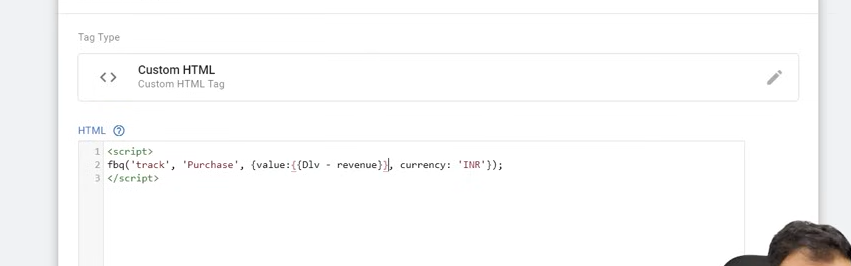 Tag Type
Custom HTML
Custom HTML Tag
HTML
1 <script>
2 fbq('track', 'Purchase', {value:{{Dlv - revenue}}, currency: 'INR'});
3 </script>